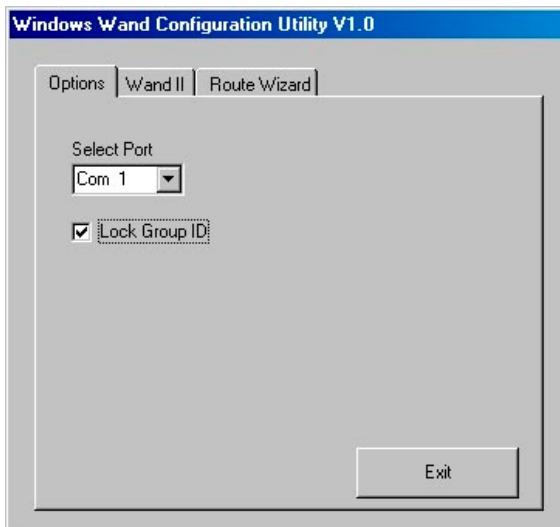 Windows Wand Configuration Utility V1.0
Options Wand II Route Wizard
Select Port
Com 1
Lock Group ID
Exit